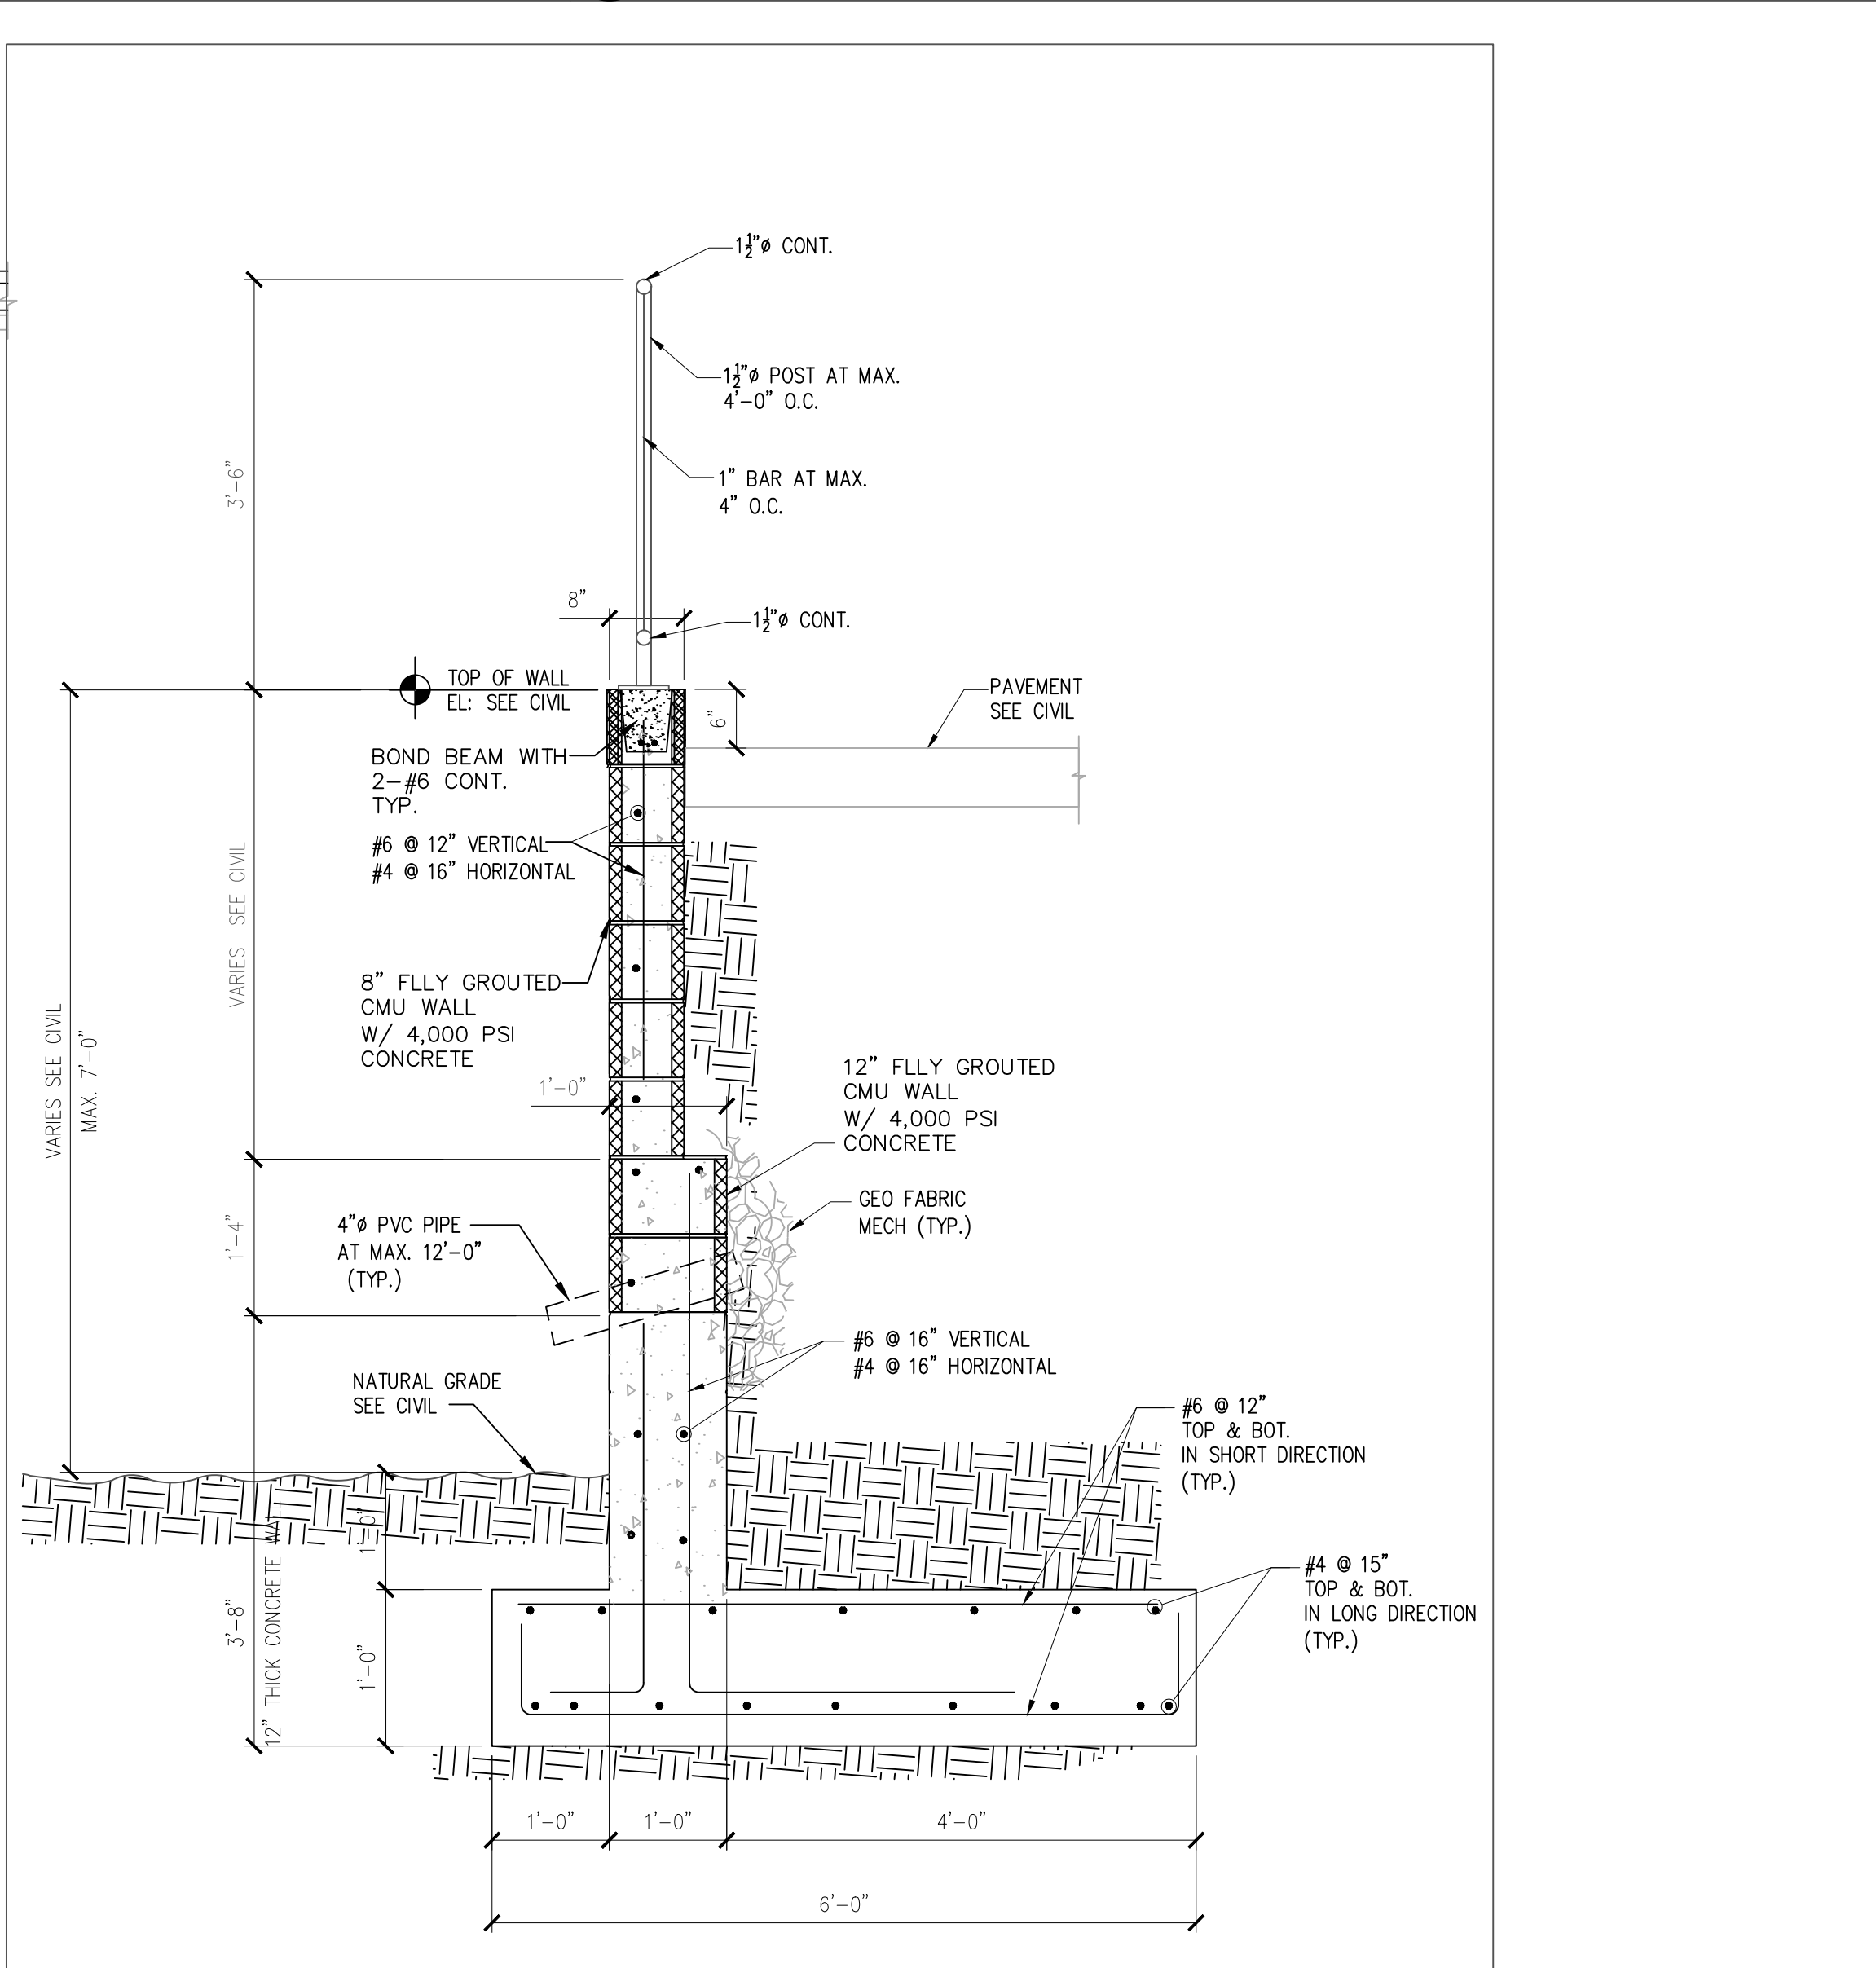 1½"ø CONT.
1½"ø POST AT MAX.
4'-0" O.C.
3'-6"
1" BAR AT MAX.
4" O.C.
8"
1½"ø CONT.
TOP OF WALL
EL: SEE CIVIL
6"
PAVEMENT
SEE CIVIL
BOND BEAM WITH
2-#6 CONT.
TYP.
#6 @ 12" VERTICAL
#4 @ 16" HORIZONTAL
VARIES SEE CIVIL
8" FLLY GROUTED
CMU WALL
W/ 4,000 PSI
CONCRETE
VARIES SEE CIVIL
MAX. 7'-0"
1'-0"
12" FLLY GROUTED
CMU WALL
W/ 4,000 PSI
CONCRETE
GEO FABRIC
MECH (TYP.)
1'-4"
4"ø PVC PIPE
AT MAX. 12'-0"
(TYP.)
#6 @ 16" VERTICAL
#4 @ 16" HORIZONTAL
NATURAL GRADE
SEE CIVIL
#6 @ 12"
TOP & BOT.
IN SHORT DIRECTION
(TYP.)
1'-0"
#4 @ 15"
TOP & BOT.
IN LONG DIRECTION
(TYP.)
3'-8"
12" THICK CONCRETE WALL
1'-0"
1'-0"
1'-0"
4'-0"
6'-0"